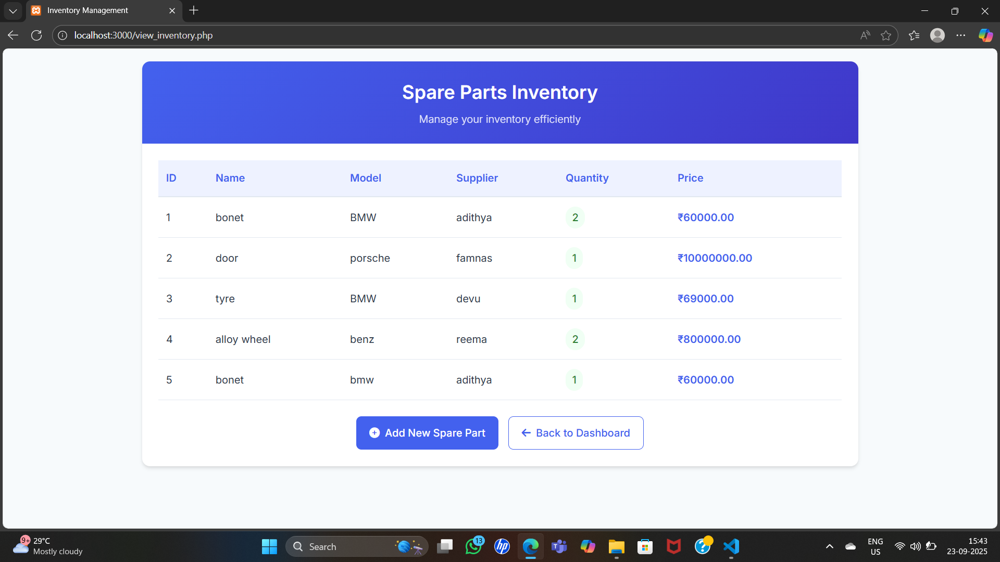 Inventory Management
localhost:3000/view_inventory.php
Spare Parts Inventory
Manage your inventory efficiently
ID Name Model Supplier Quantity Price
1 bonet BMW adithya 2 ₹60000.00
2 door porsche famnas 1 ₹10000000.00
3 tyre BMW devu 1 ₹69000.00
4 alloy wheel benz reema 2 ₹800000.00
5 bonet bmw adithya 1 ₹60000.00
Add New Spare Part
Back to Dashboard
9+
29°C
Mostly cloudy
Search
13
hp
ENG
US
15:43
23-09-2025